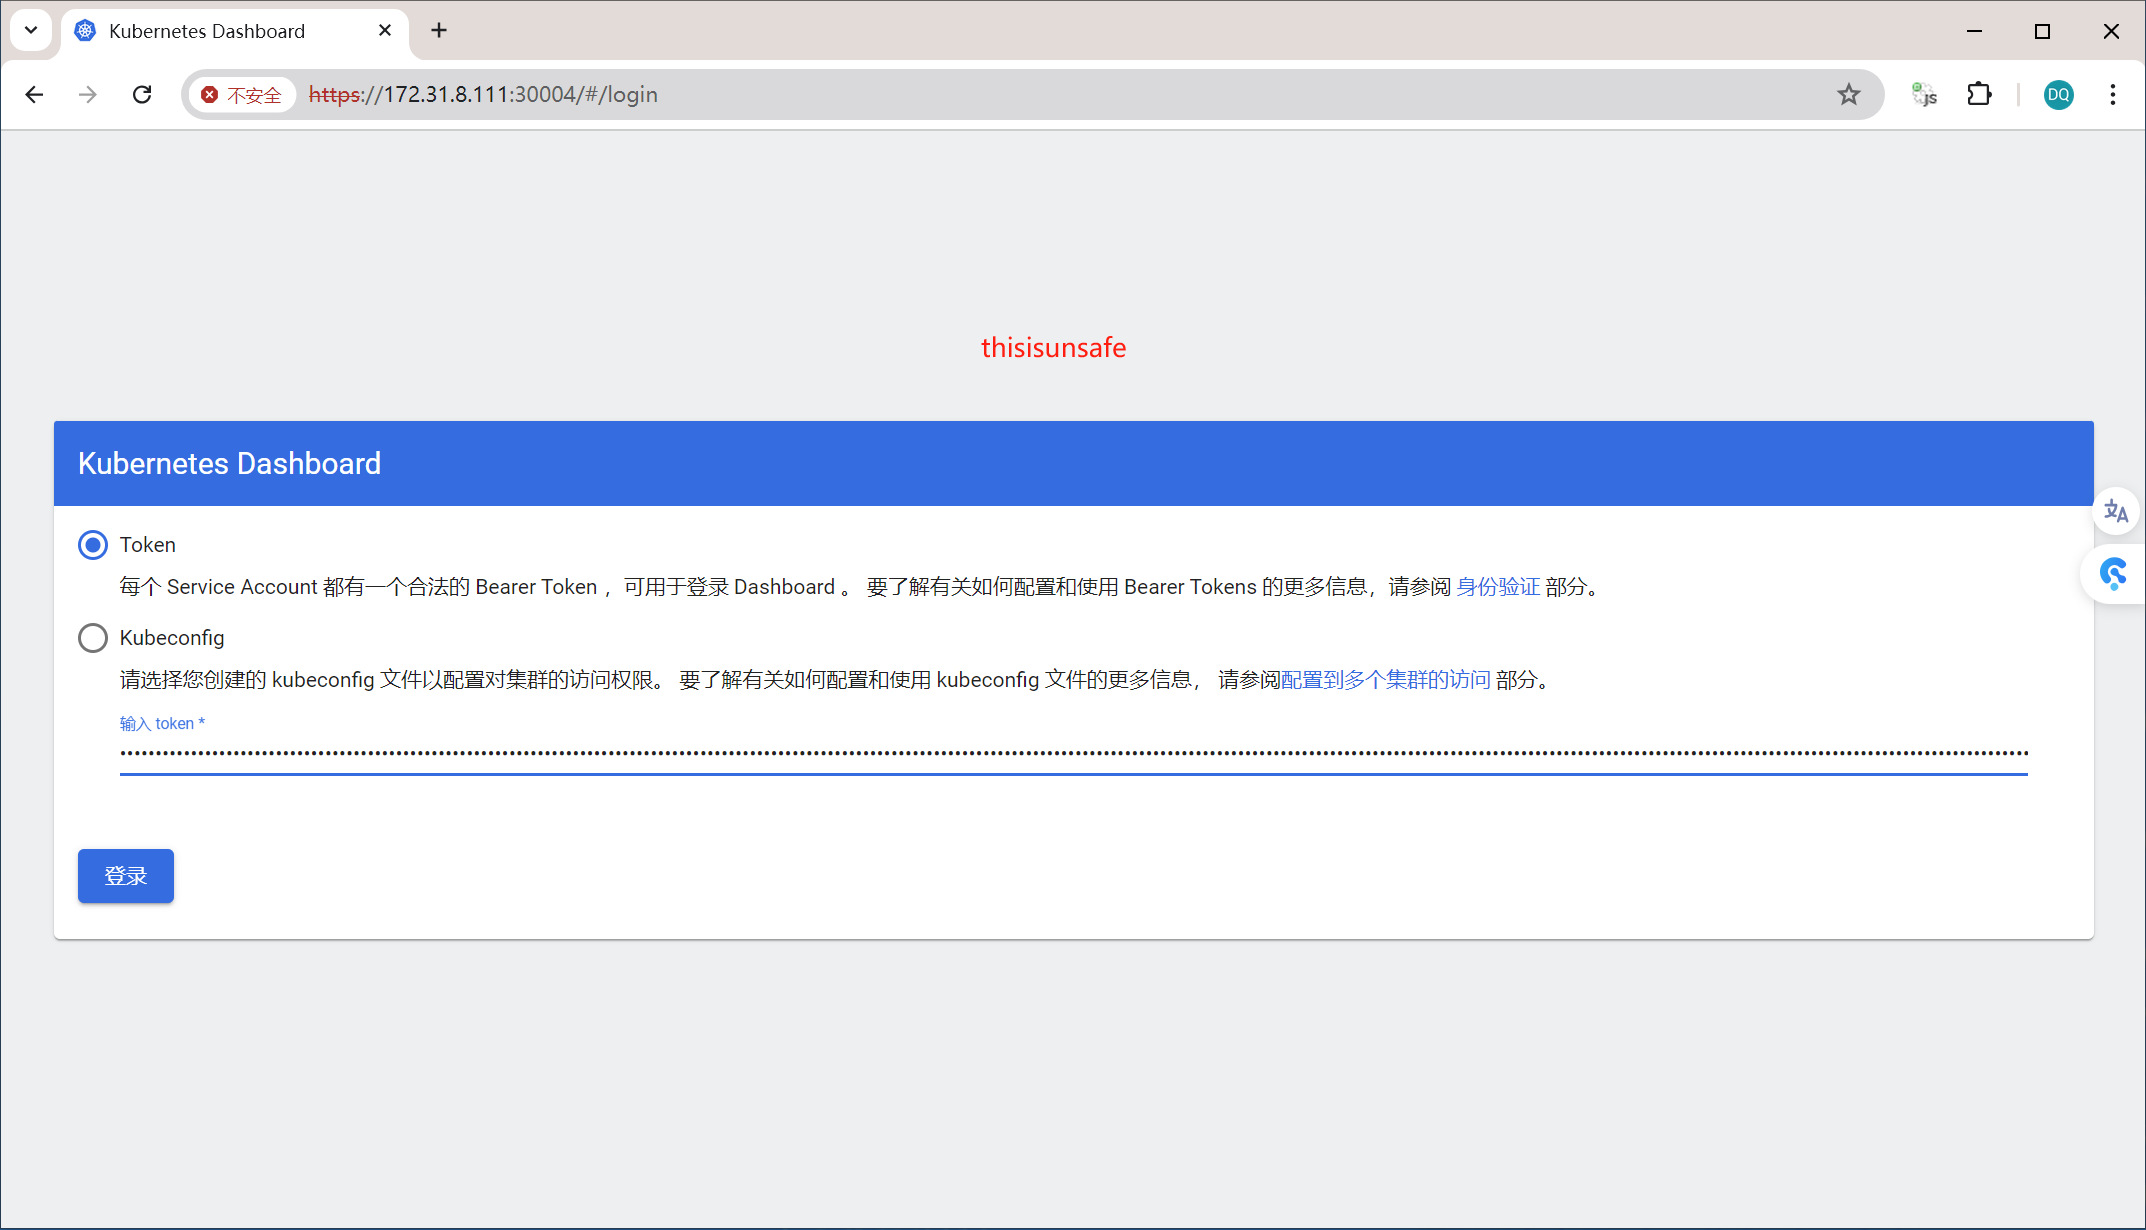 Kubernetes Dashboard
不安全 https://172.31.8.111:30004/#/login
JS
DQ
thisisunsafe
Kubernetes Dashboard
文A
Token
每个 Service Account 都有一个合法的 Bearer Token ，可用于登录 Dashboard 。 要了解有关如何配置和使用 Bearer Tokens 的更多信息，请参阅 身份验证 部分。
Kubeconfig
请选择您创建的 kubeconfig 文件以配置对集群的访问权限。 要了解有关如何配置和使用 kubeconfig 文件的更多信息， 请参阅配置到多个集群的访问 部分。
输入 token *
登录